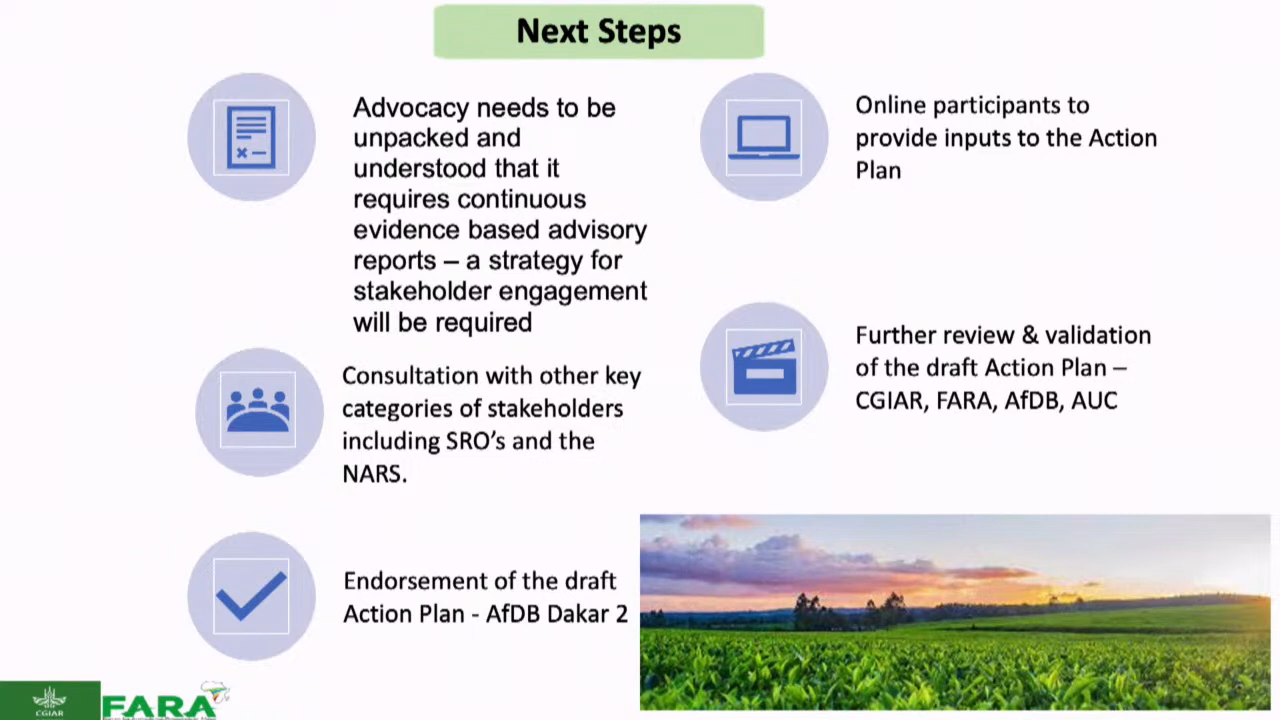 Next Steps
Advocacy needs to be
unpacked and
understood that it
requires continuous
evidence based advisory
reports – a strategy for
stakeholder engagement
will be required
Online participants to
provide inputs to the Action
Plan
Consultation with other key
categories of stakeholders
including SRO’s and the
NARS.
Further review & validation
of the draft Action Plan –
CGIAR, FARA, AfDB, AUC
Endorsement of the draft
Action Plan - AfDB Dakar 2
CGIAR
FARA